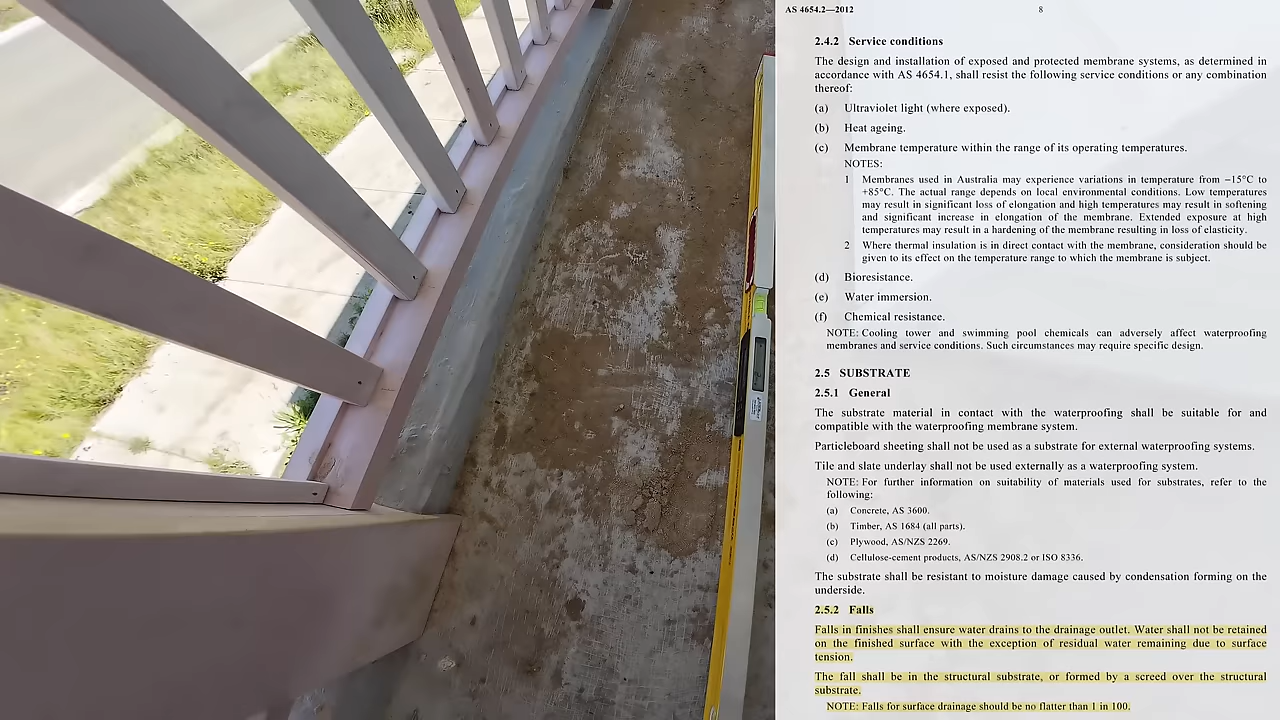 AS 4654.2—2012
8
2.4.2 Service conditions
The design and installation of exposed and protected membrane systems, as determined in
accordance with AS 4654.1, shall resist the following service conditions or any combination
thereof:
(a) Ultraviolet light (where exposed).
(b) Heat ageing.
(c) Membrane temperature within the range of its operating temperatures.
NOTES:
1 Membranes used in Australia may experience variations in temperature from −15°C to
+85°C. The actual range depends on local environmental conditions. Low temperatures
may result in significant loss of elongation and high temperatures may result in softening
and significant increase in elongation of the membrane. Extended exposure at high
temperatures may result in a hardening of the membrane resulting in loss of elasticity.
2 Where thermal insulation is in direct contact with the membrane, consideration should be
given to its effect on the temperature range to which the membrane is subject.
(d) Bioresistance.
(e) Water immersion.
(f) Chemical resistance.
NOTE: Cooling tower and swimming pool chemicals can adversely affect waterproofing
membranes and service conditions. Such circumstances may require specific design.
2.5 SUBSTRATE
2.5.1 General
The substrate material in contact with the waterproofing shall be suitable for and
compatible with the waterproofing membrane system.
Particleboard sheeting shall not be used as a substrate for external waterproofing systems.
Tile and slate underlay shall not be used externally as a waterproofing system.
NOTE: For further information on suitability of materials used for substrates, refer to the
following:
(a) Concrete, AS 3600.
(b) Timber, AS 1684 (all parts).
(c) Plywood, AS/NZS 2269.
(d) Cellulose-cement products, AS/NZS 2908.2 or ISO 8336.
The substrate shall be resistant to moisture damage caused by condensation forming on the
underside.
2.5.2 Falls
Falls in finishes shall ensure water drains to the drainage outlet. Water shall not be retained
on the finished surface with the exception of residual water remaining due to surface
tension.
The fall shall be in the structural substrate, or formed by a screed over the structural
substrate.
NOTE: Falls for surface drainage should be no flatter than 1 in 100.